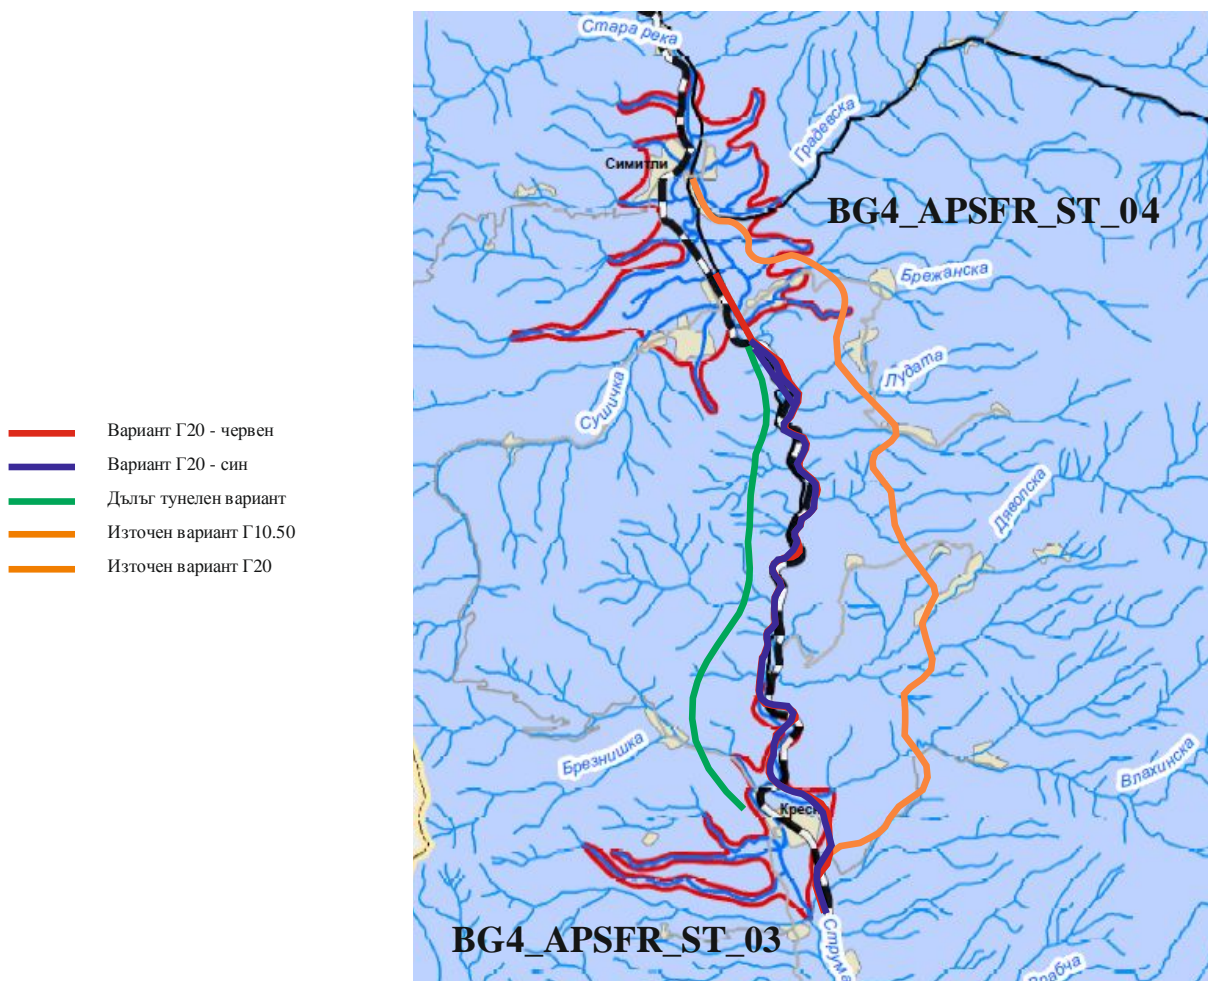 Стара река
Градевска
Симитли
BG4_APSFR_ST_04
Брежанска
Лудата
Сушичка
Вариант Г20 - червен
Вариант Г20 - син
Дълъг тунелен вариант
Източен вариант Г10.50
Източен вариант Г20
Дяволска
Брезнишка
Влахинска
BG4_APSFR_ST_03
Струма